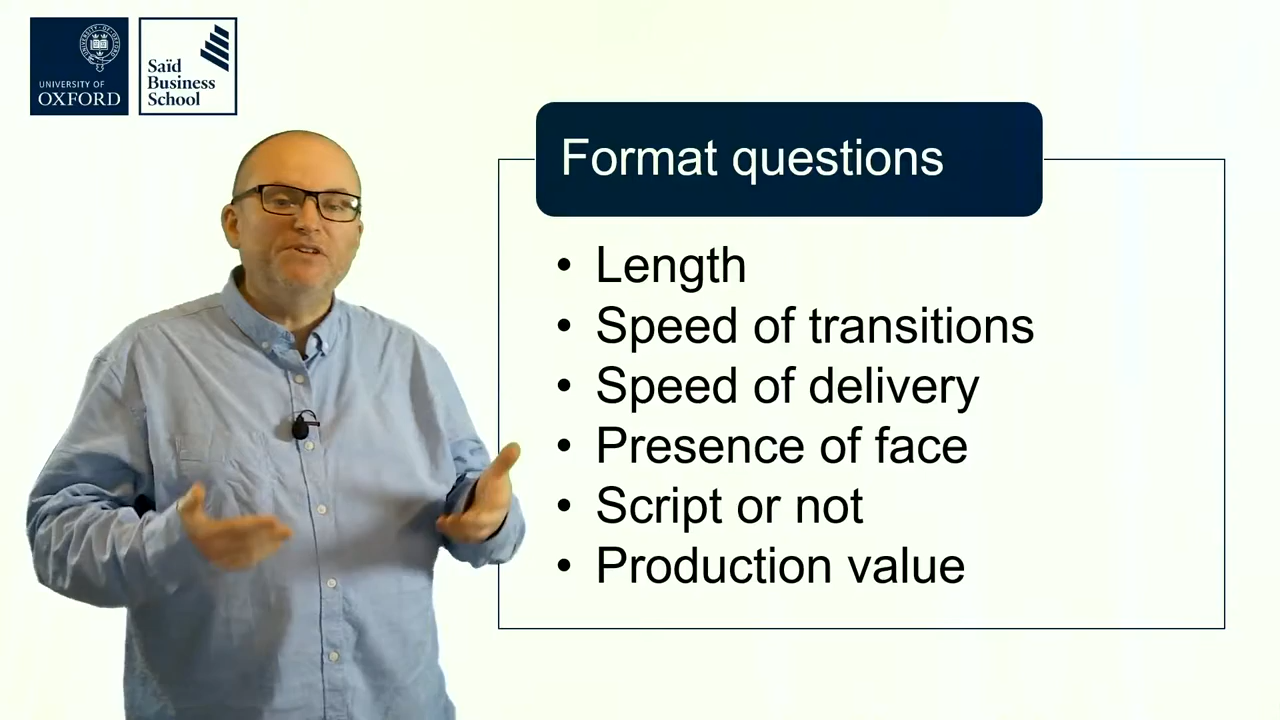 UNIVERSITY OF
OXFORD
Saïd
Business
School
Format questions
• Length
• Speed of transitions
• Speed of delivery
• Presence of face
• Script or not
• Production value